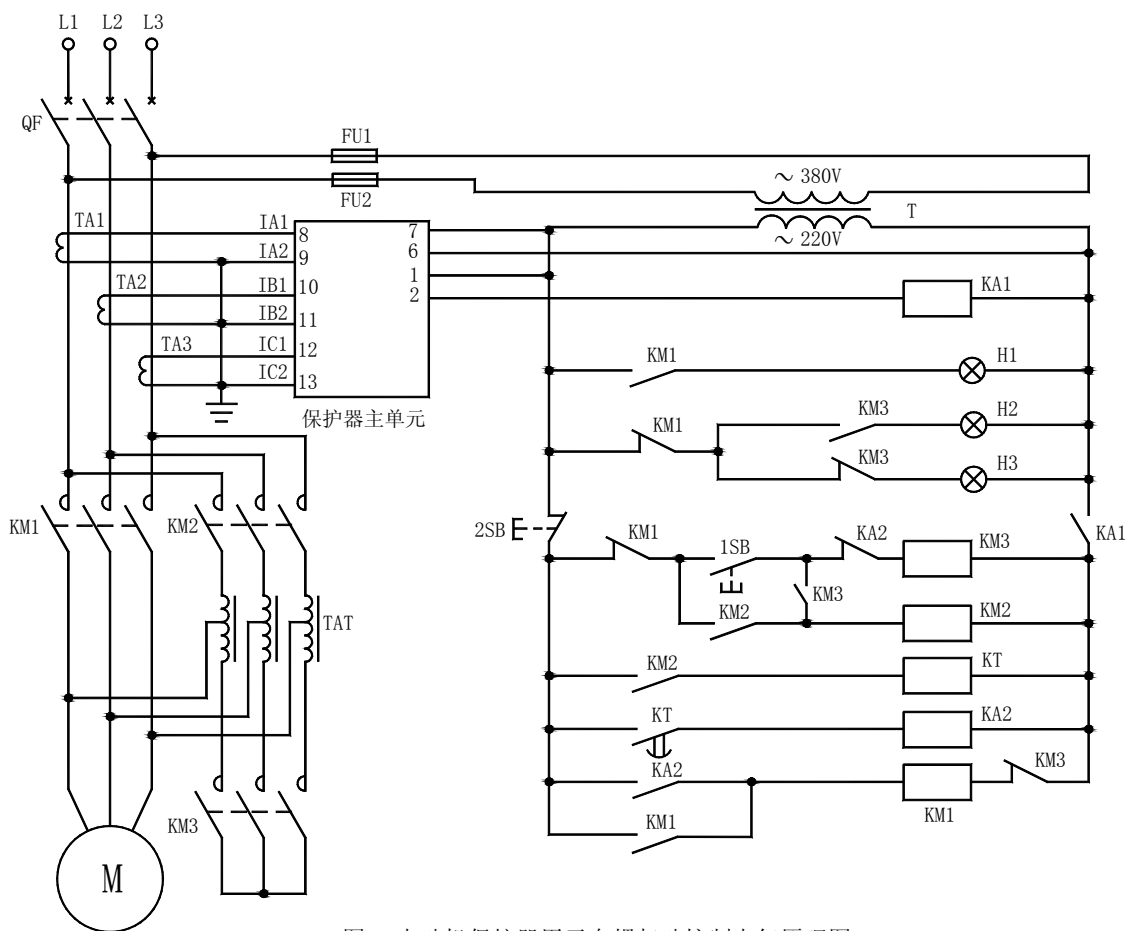 L1 L2 L3
QF
FU1
FU2
～380V
T
～220V
TA1
IA1
IA2
TA2
IB1
IB2
TA3
IC1
IC2
8
9
10
11
12
13
7
6
1
2
保护器主单元
KA1
KM1
H1
KM1
KM3
H2
KM3
H3
KM1
KM2
2SB
KM1
1SB
KA2
KM3
KA1
KM3
KM2
KM2
TAT
KM2
KT
KT
KA2
KA2
KM1
KM3
KM1
KM3
M